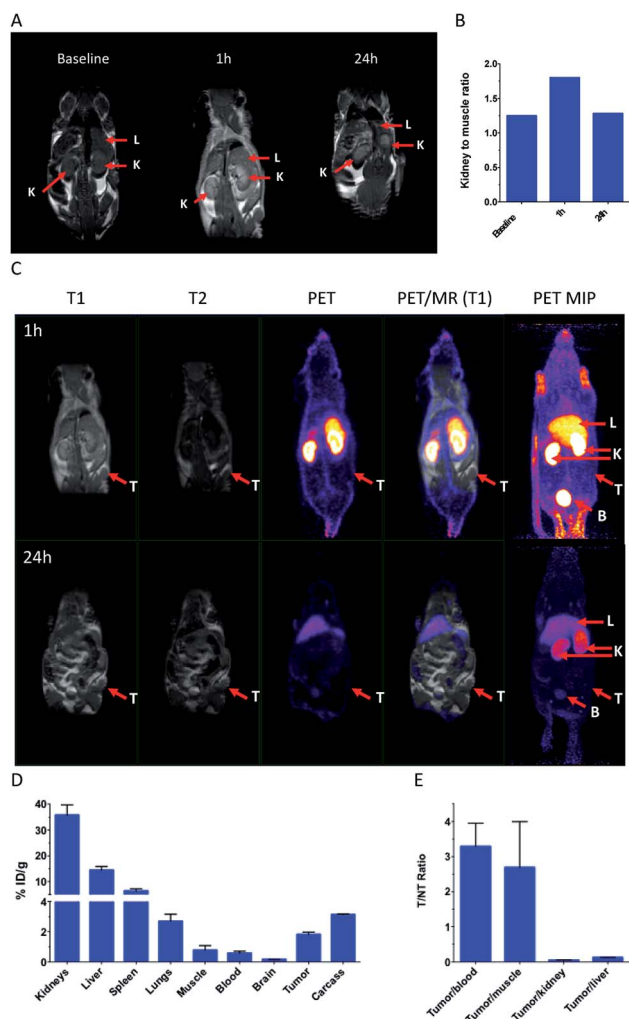 A
Baseline 1h 24h
L
K
K
L
K
K
L
K
K
B
Kidney to muscle ratio
2.0
1.5
1.0
0.5
0.0
Baseline 1h 24h
C
T1 T2 PET PET/MR (T1) PET MIP
1h
T T T T
L
K
T
B
24h
T T T T
L
K
T
B
D
% ID/g
40
30
20
10
4
2
0
Kidneys Liver Spleen Lungs Muscle Blood Brain Tumor Carcass
E
T/NT Ratio
4
3
2
1
0
Tumor/blood Tumor/muscle Tumor/kidney Tumor/liver